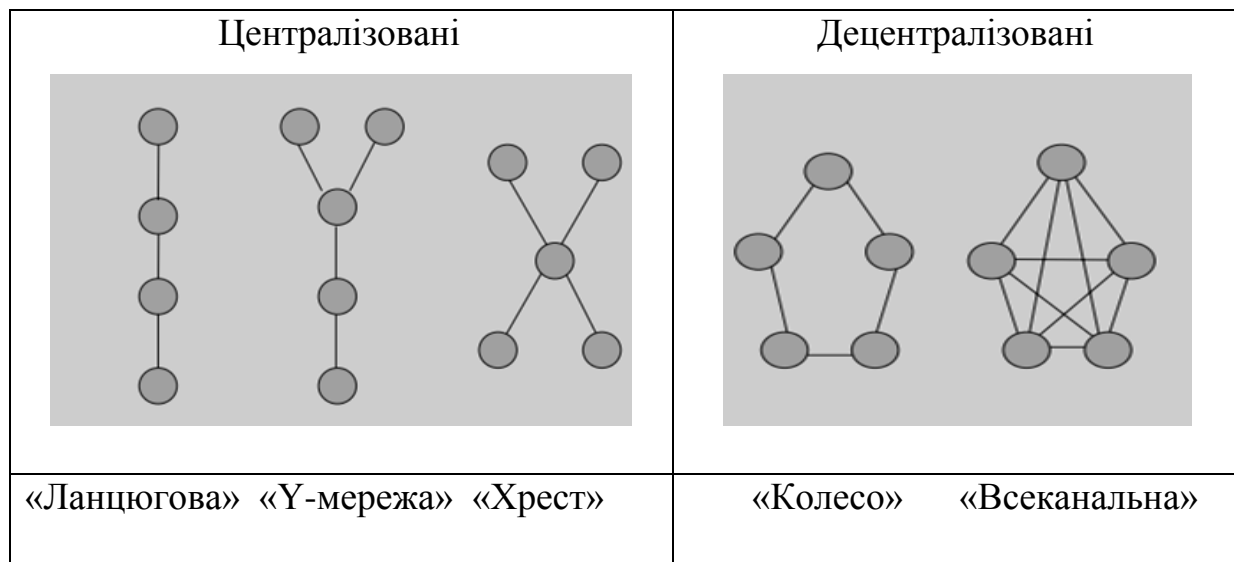 Централізовані
Децентралізовані
«Ланцюгова» «Y-мережа» «Хрест»
«Колесо» «Всеканальна»